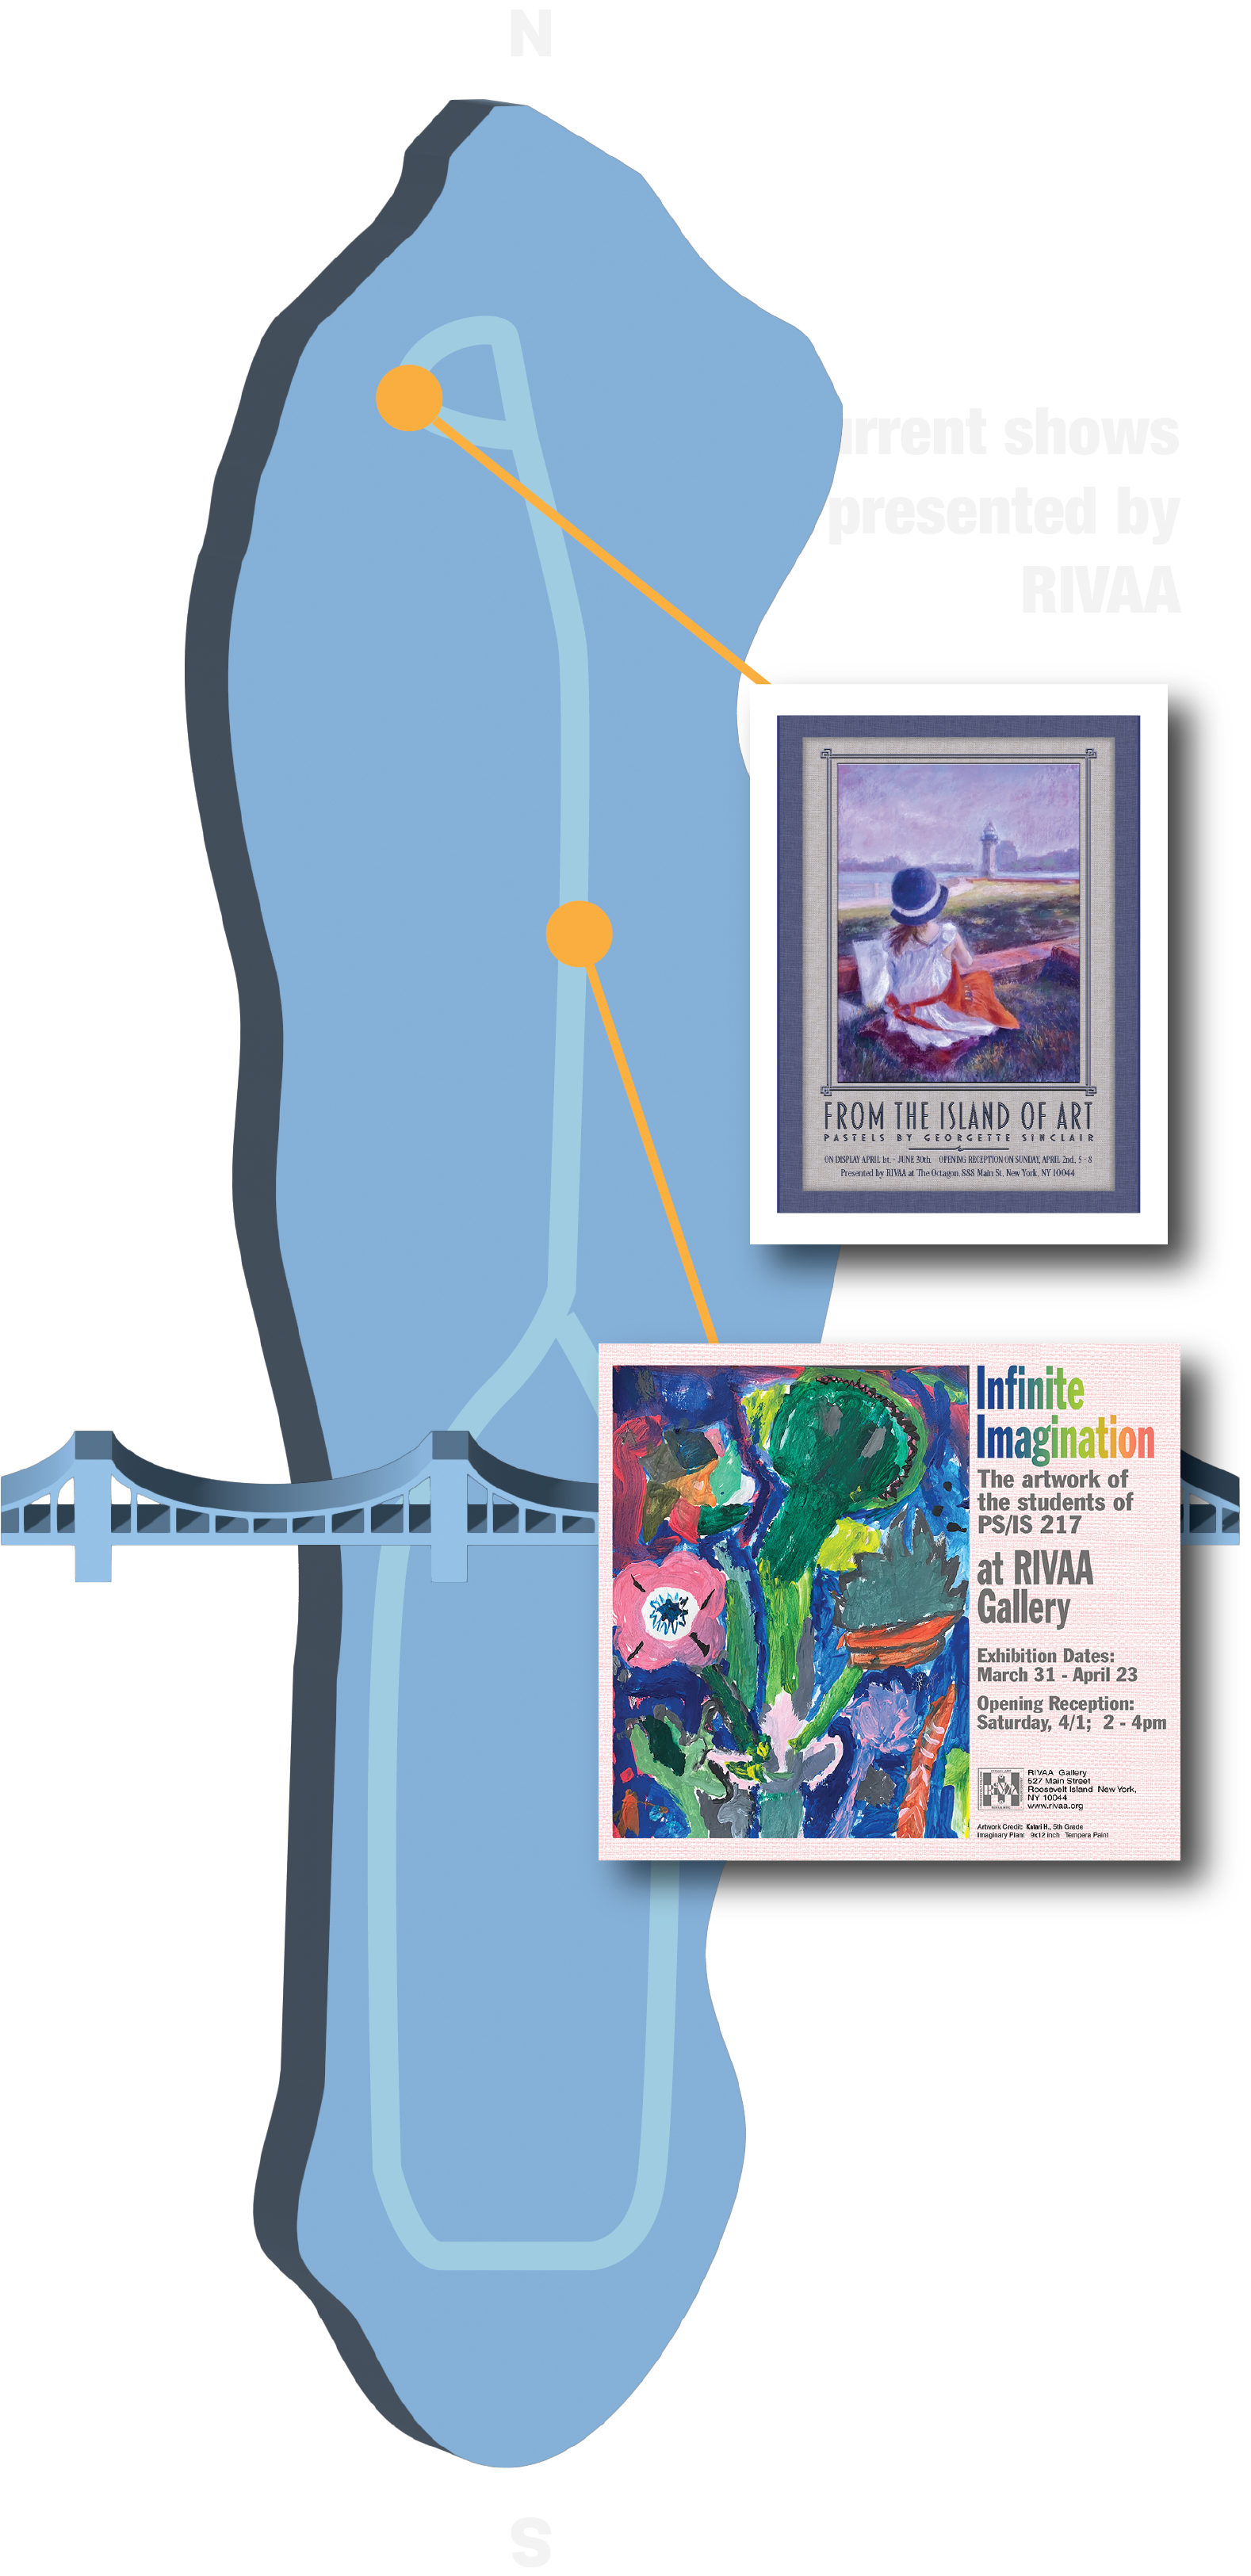 N
urrent shows
presented by
RIVAA
FROM THE ISLAND OF ART
PASTELS BY GEORGETTE SINCLAIR
ON DISPLAY APRIL 1st. - JUNE 30th. OPENING RECEPTION ON SUNDAY, APRIL 2nd., 5 - 8
Presented by RIVAA at The Octagon, 888 Main St, New York, NY 10044
Infinite
Imagination
The artwork of
the students of
PS/IS 217
at RIVAA
Gallery
Exhibition Dates:
March 31 - April 23
Opening Reception:
Saturday, 4/1; 2 - 4pm
RIVAA Gallery
527 Main Street
Roosevelt Island New York,
NY 10044
www.rivaa.org
Artwork Credit: H., 5th Grade
Imaginary 9x12 inch Tempera Paint
S